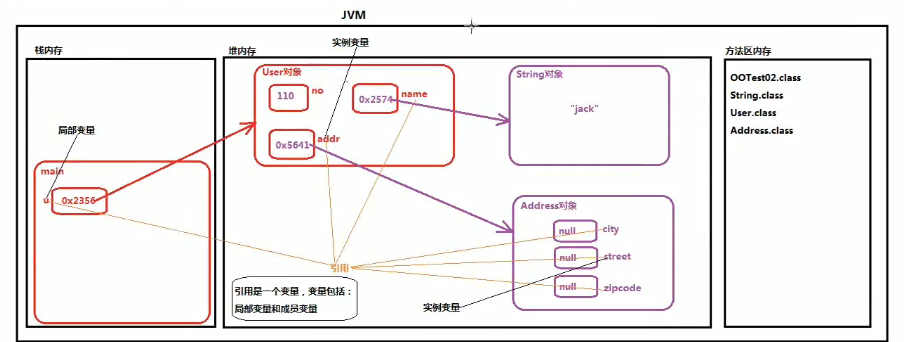 JVM
栈内存
堆内存
实例变量
方法区内存
User对象
String对象
110 no
0x2574 name
"jack"
0x5641 addr
OOTest02.class
String.class
User.class
Address.class
局部变量
main
u 0x2356
Address对象
null city
null street
null zipcode
引用
引用是一个变量，变量包括：
局部变量和成员变量
实例变量